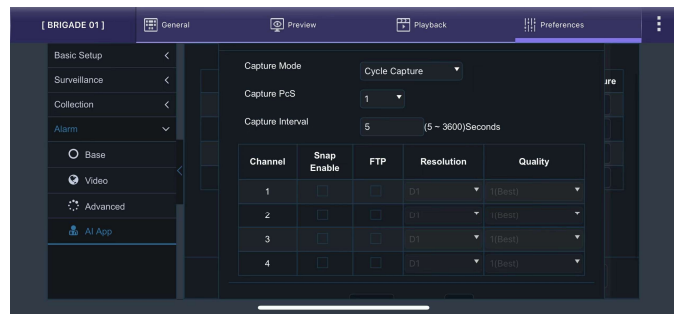 [ BRIGADE 01 ] General Preview Playback Preferences
Basic Setup
Surveillance
Collection
Alarm
Base
Video
Advanced
AI App
Capture Mode Cycle Capture
Capture PcS 1
Capture Interval 5 (5 ~ 3600)Seconds
ure
Channel Snap Enable FTP Resolution Quality
1 D1 1(Best)
2 D1 1(Best)
3 D1 1(Best)
4 D1 1(Best)